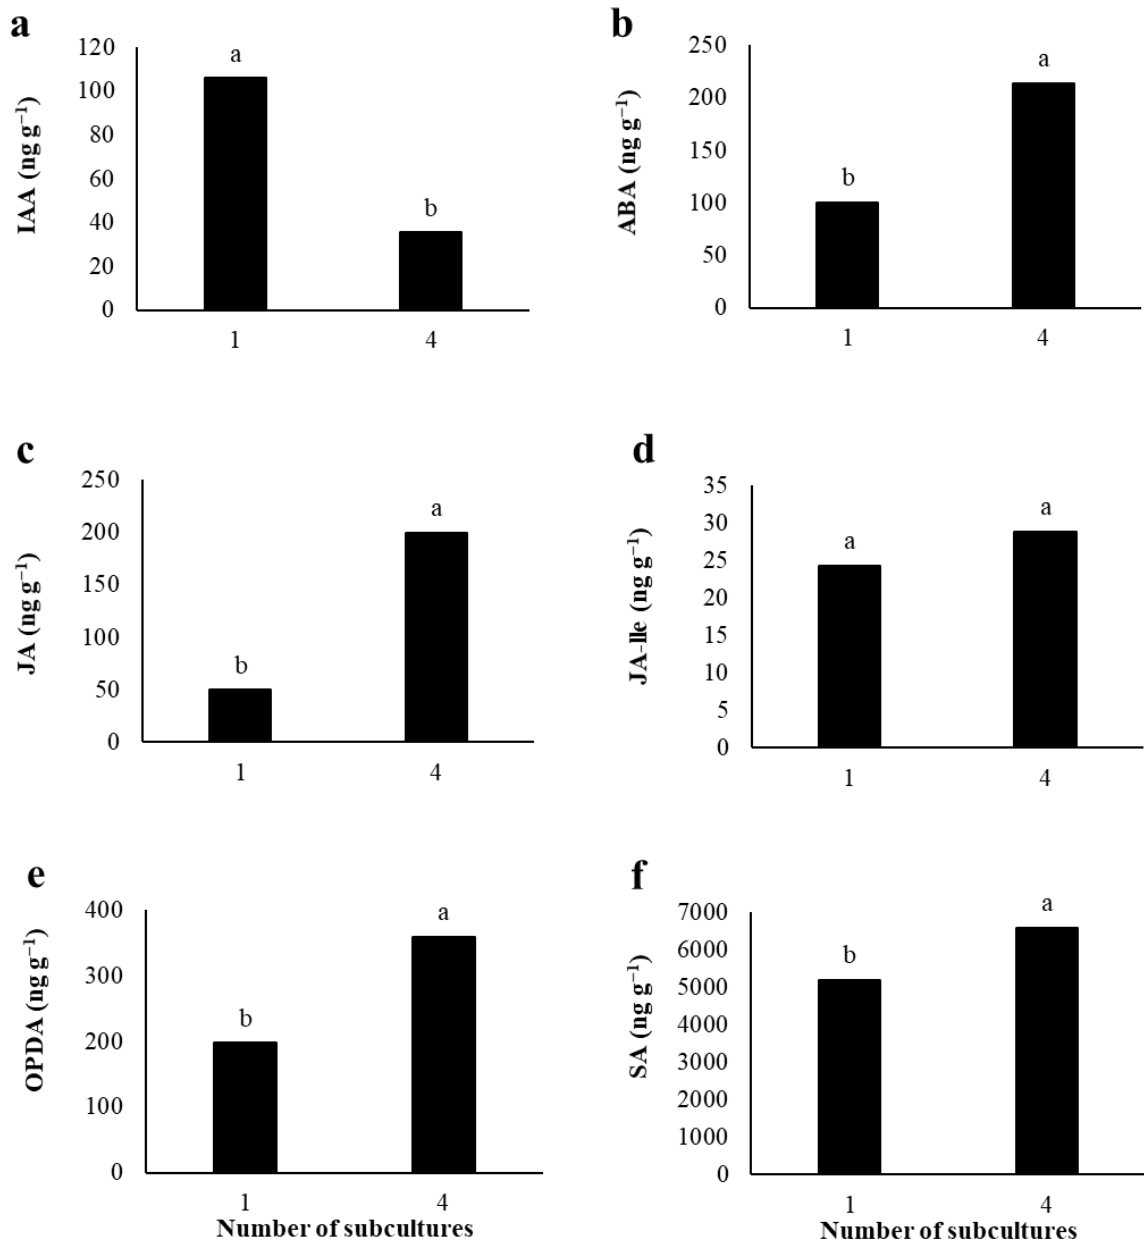 a
IAA (ng g⁻¹)
120
100
80
60
40
20
0
a
b
1
4
b
ABA (ng g⁻¹)
250
200
150
100
50
0
b
a
1
4
c
JA (ng g⁻¹)
250
200
150
100
50
0
b
a
1
4
d
JA-Ile (ng g⁻¹)
35
30
25
20
15
10
5
0
a
a
1
4
e
OPDA (ng g⁻¹)
400
300
200
100
0
b
a
1
4
Number of subcultures
f
SA (ng g⁻¹)
7000
6000
5000
4000
3000
2000
1000
0
b
a
1
4
Number of subcultures